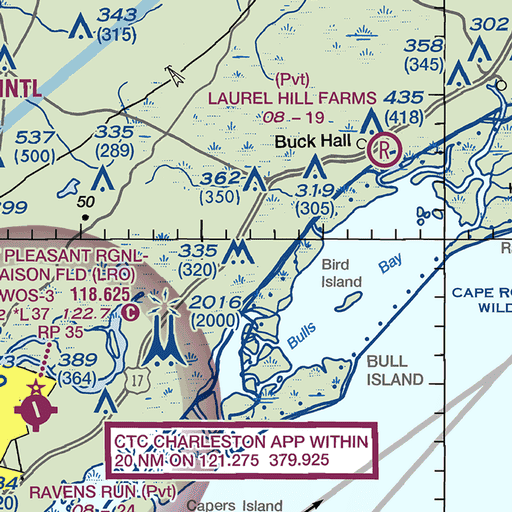 343
(315)
302
358
(345)
INTL
(Pvt)
LAUREL HILL FARMS
08 – 19
435
(418)
537
(500)
335
(289)
Buck Hall
R
362
(350)
319
(305)
50
335
(320)
PLEASANT RGNL-
AISON FLD (LRO)
WOS-3 118.625
*L 37 122.7 C
RP 35
2016
(2000)
Bird
Island
Bay
Bulls
CAPE RO
WILD
389
(364)
17
BULL
ISLAND
CTC CHARLESTON APP WITHIN
20 NM ON 121.275 379.925
RAVENS RUN (Pvt)
Capers Island